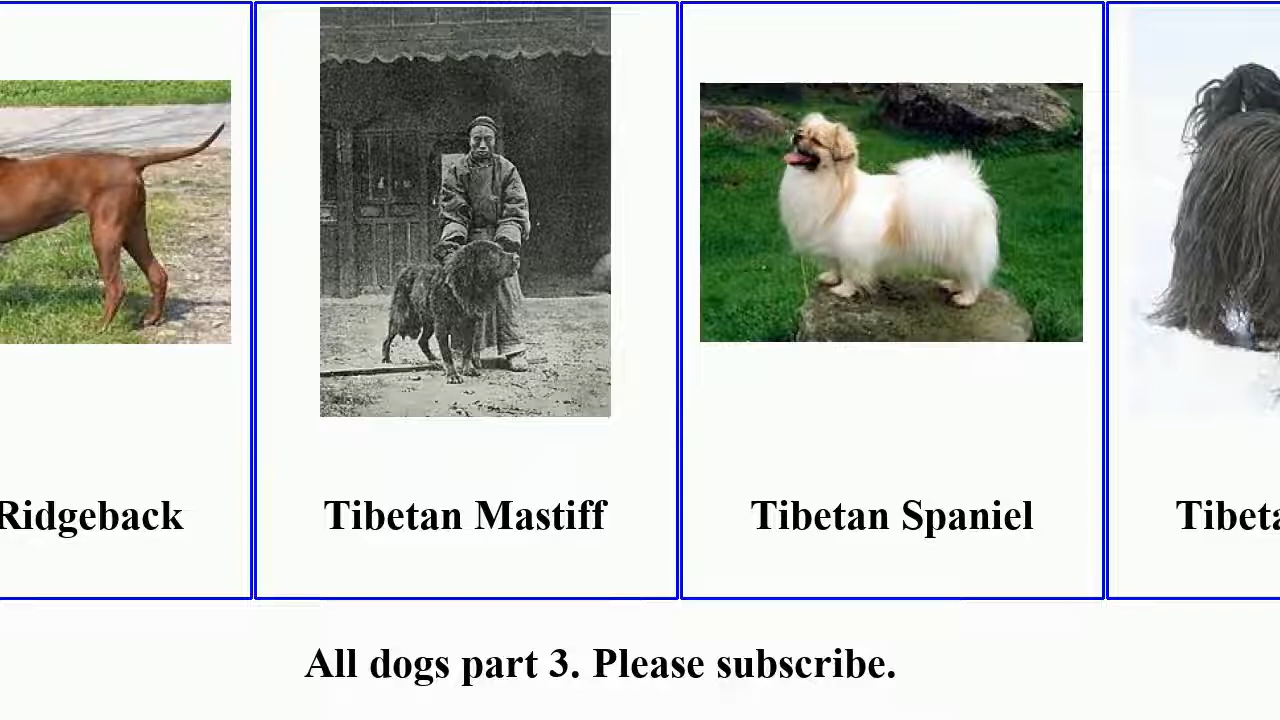 Ridgeback
Tibetan Mastiff
Tibetan Spaniel
All dogs part 3. Please subscribe.